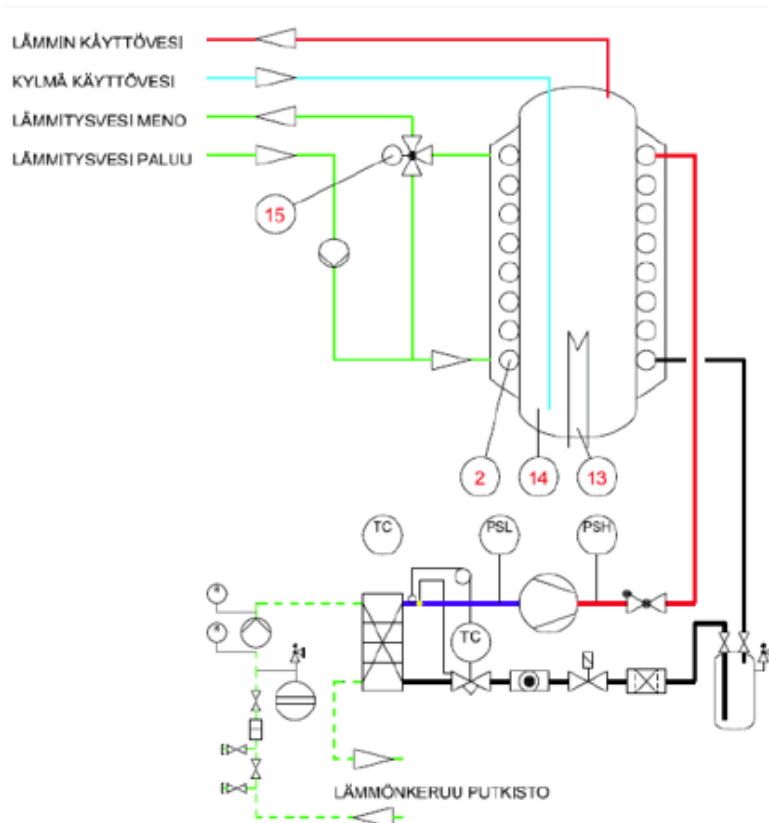 LÄMMIN KÄYTTÖVESI
KYLMÄ KÄYTTÖVESI
LÄMMITYSVESI MENO
LÄMMITYSVESI PALUU
15
2
14
13
TC
PSL
PSH
TC
LÄMMÖNKERUU PUTKISTO